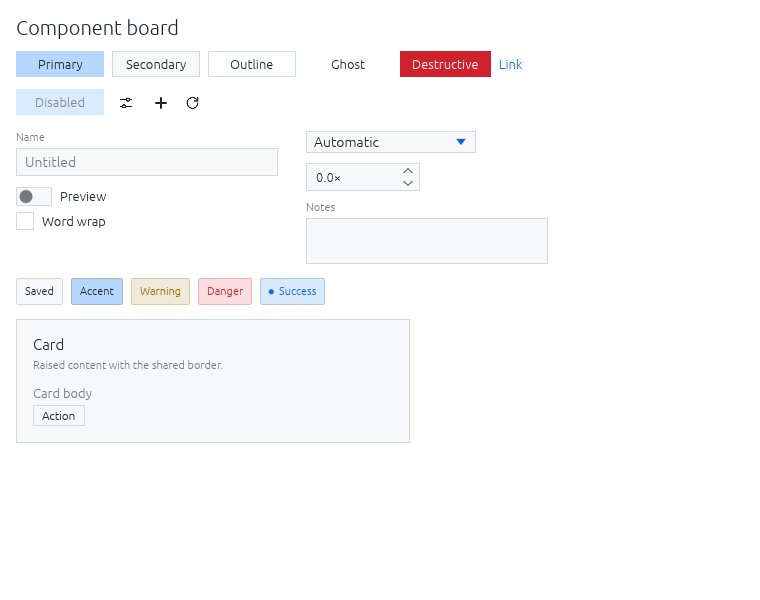 Component board
Primary Secondary Outline Ghost Destructive Link
Disabled
Name
Untitled
Preview
Word wrap
Automatic
0.0×
Notes
Saved Accent Warning Danger Success
Card
Raised content with the shared border.
Card body
Action